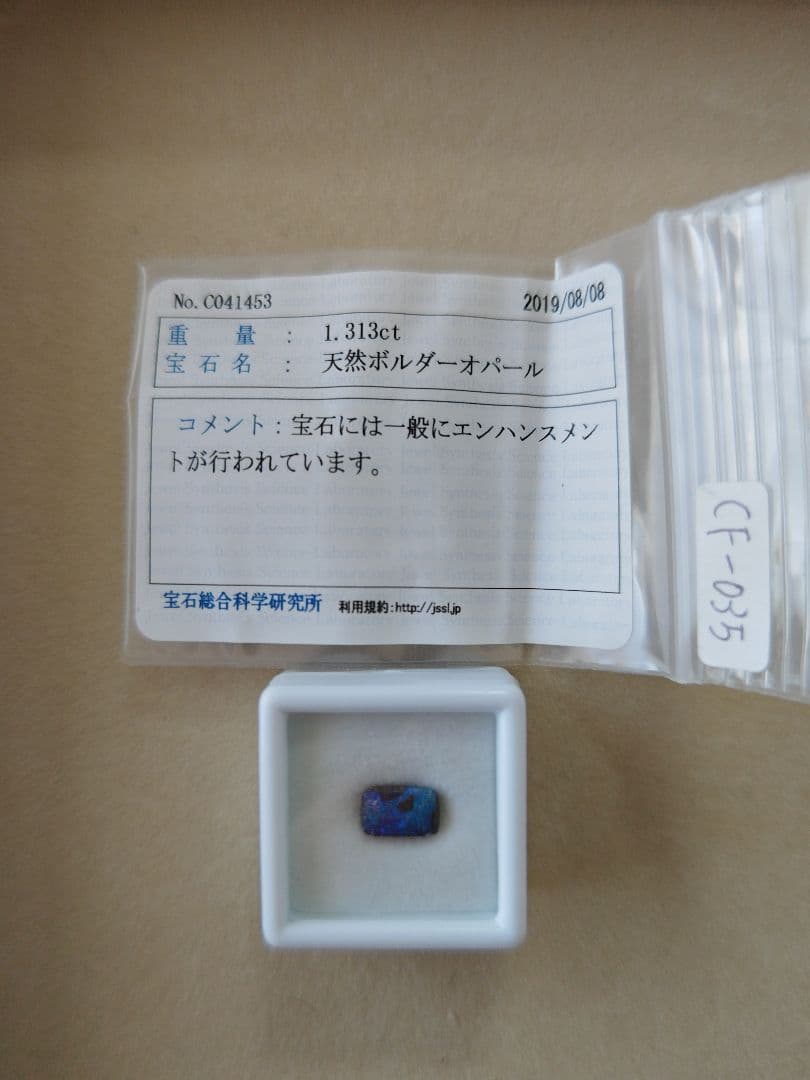 No. C041453
2019/08/08
重量 : 1.313ct
宝石名 : 天然ボルダーオパール
コメント : 宝石には一般にエンハンスメン
トが行われています。
宝石総合科学研究所 利用規約:http://jssl.jp
CF-035